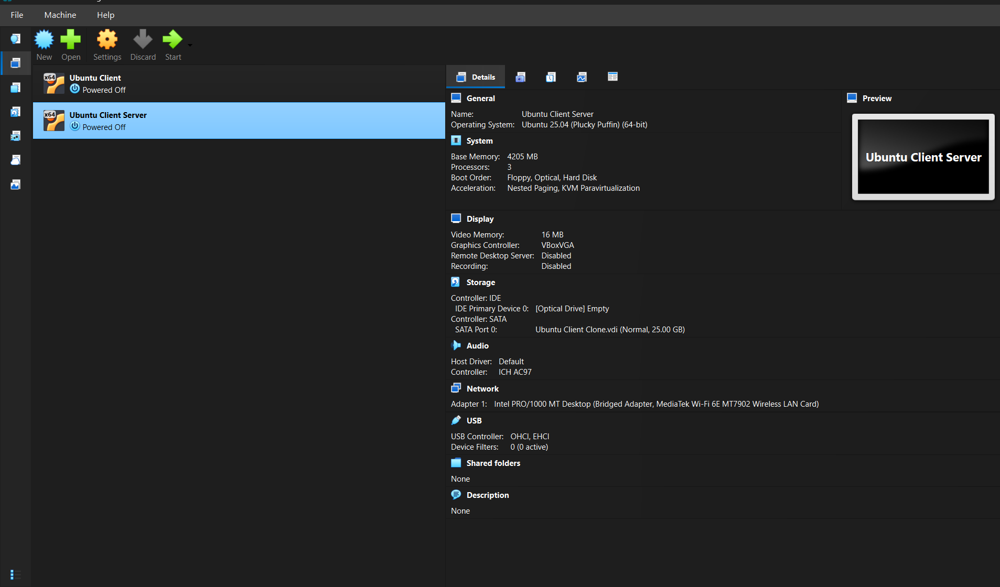 File Machine Help
New Open Settings Discard Start
x64 Ubuntu Client
Powered Off
x64 Ubuntu Client Server
Powered Off
Details
General
Name: Ubuntu Client Server
Operating System: Ubuntu 25.04 (Plucky Puffin) (64-bit)
System
Base Memory: 4205 MB
Processors: 3
Boot Order: Floppy, Optical, Hard Disk
Acceleration: Nested Paging, KVM Paravirtualization
Preview
Ubuntu Client Server
Display
Video Memory: 16 MB
Graphics Controller: VBoxVGA
Remote Desktop Server: Disabled
Recording: Disabled
Storage
Controller: IDE
IDE Primary Device 0: [Optical Drive] Empty
Controller: SATA
SATA Port 0: Ubuntu Client Clone.vdi (Normal, 25.00 GB)
Audio
Host Driver: Default
Controller: ICH AC97
Network
Adapter 1: Intel PRO/1000 MT Desktop (Bridged Adapter, MediaTek Wi-Fi 6E MT7902 Wireless LAN Card)
USB
USB Controller: OHCI, EHCI
Device Filters: 0 (0 active)
Shared folders
None
Description
None